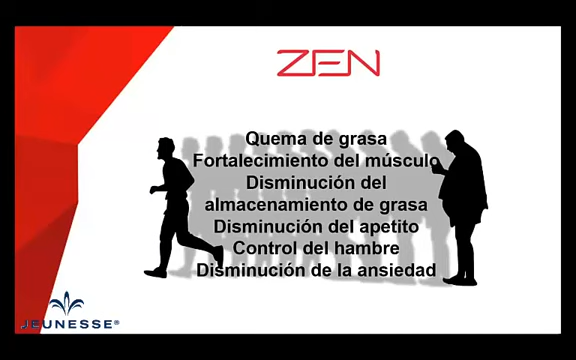 ZEN
Quema de grasa
Fortalecimiento del músculo
Disminución del
almacenamiento de grasa
Disminución del apetito
Control del hambre
Disminución de la ansiedad
JEUNESSE®